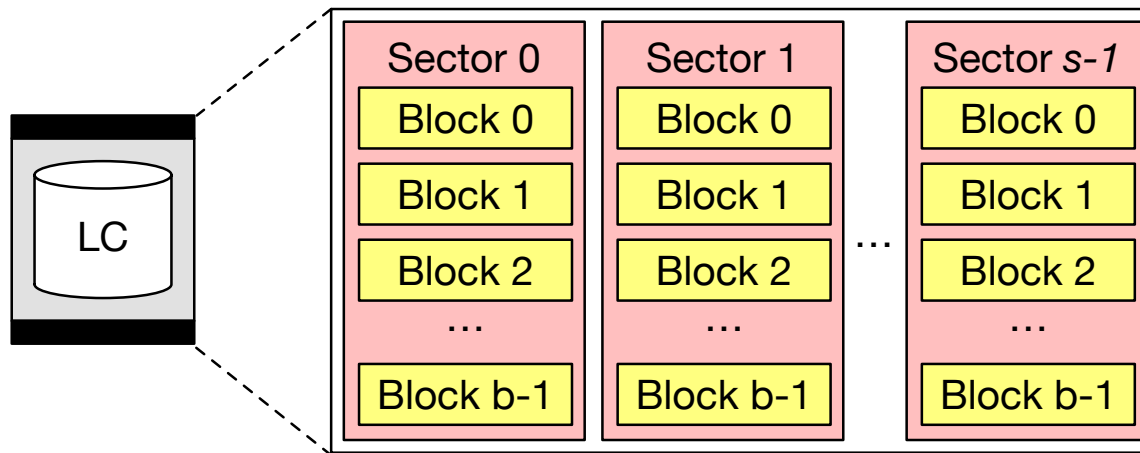 LC
Sector 0
Block 0
Block 1
Block 2
...
Block b-1
Sector 1
Block 0
Block 1
Block 2
...
Block b-1
...
Sector s-1
Block 0
Block 1
Block 2
...
Block b-1